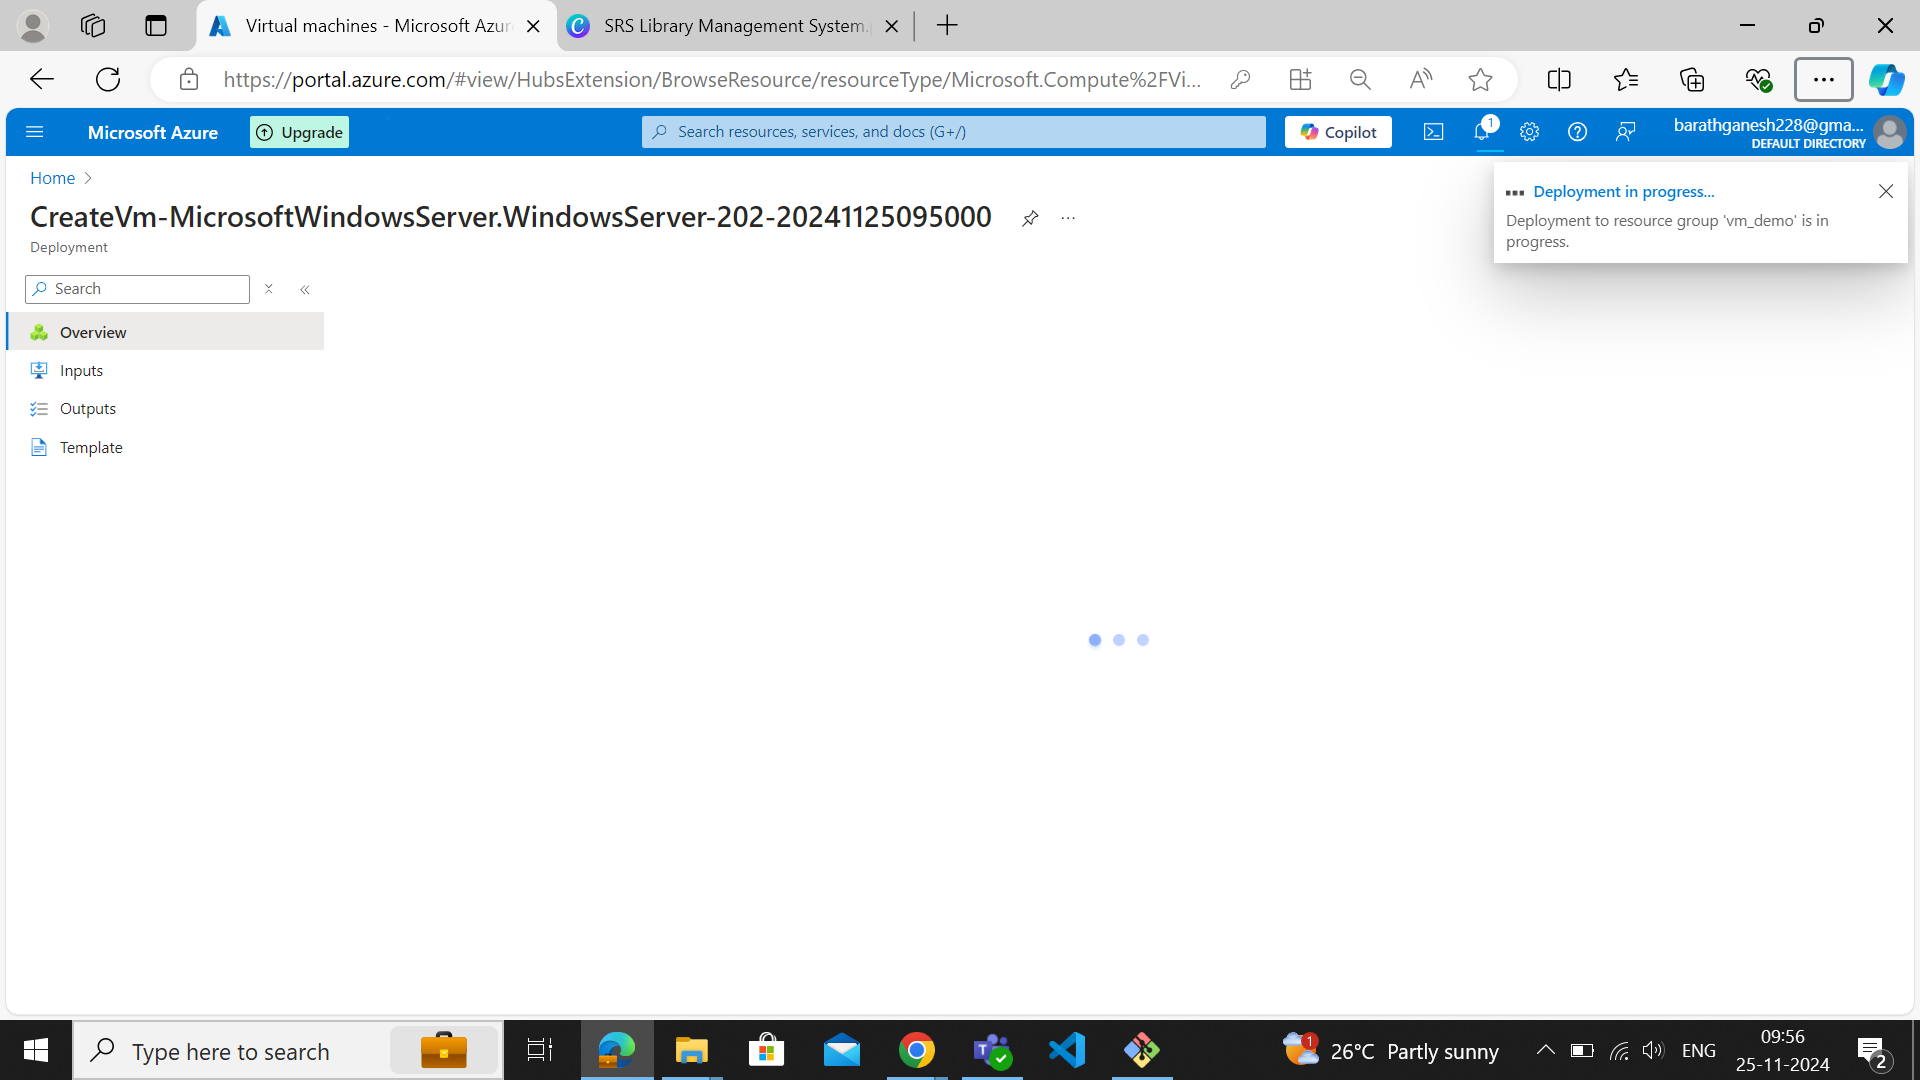 Virtual machines - Microsoft Azu
SRS Library Management System.
https://portal.azure.com/#view/HubsExtension/BrowseResource/resourceType/Microsoft.Compute%2FVi...
Microsoft Azure
Upgrade
Search resources, services, and docs (G+/)
Copilot
1
barathganesh228@gma...
DEFAULT DIRECTORY
Home
Deployment in progress...
Deployment to resource group 'vm_demo' is in
progress.
CreateVm-MicrosoftWindowsServer.WindowsServer-202-20241125095000
Deployment
Search
Overview
Inputs
Outputs
Template
Type here to search
1
26°C Partly sunny
ENG
09:56
25-11-2024
2